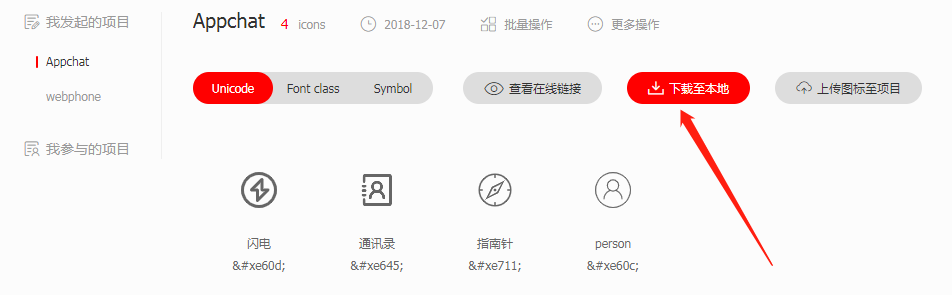 我发起的项目
Appchat
webphone
我参与的项目
Appchat 4 icons 2018-12-07 批量操作 更多操作
Unicode Font class Symbol 查看在线链接 下载至本地 上传图标至项目
闪电 通讯录 指南针 person
&#xe60d; &#xe645; &#xe711; &#xe60c;